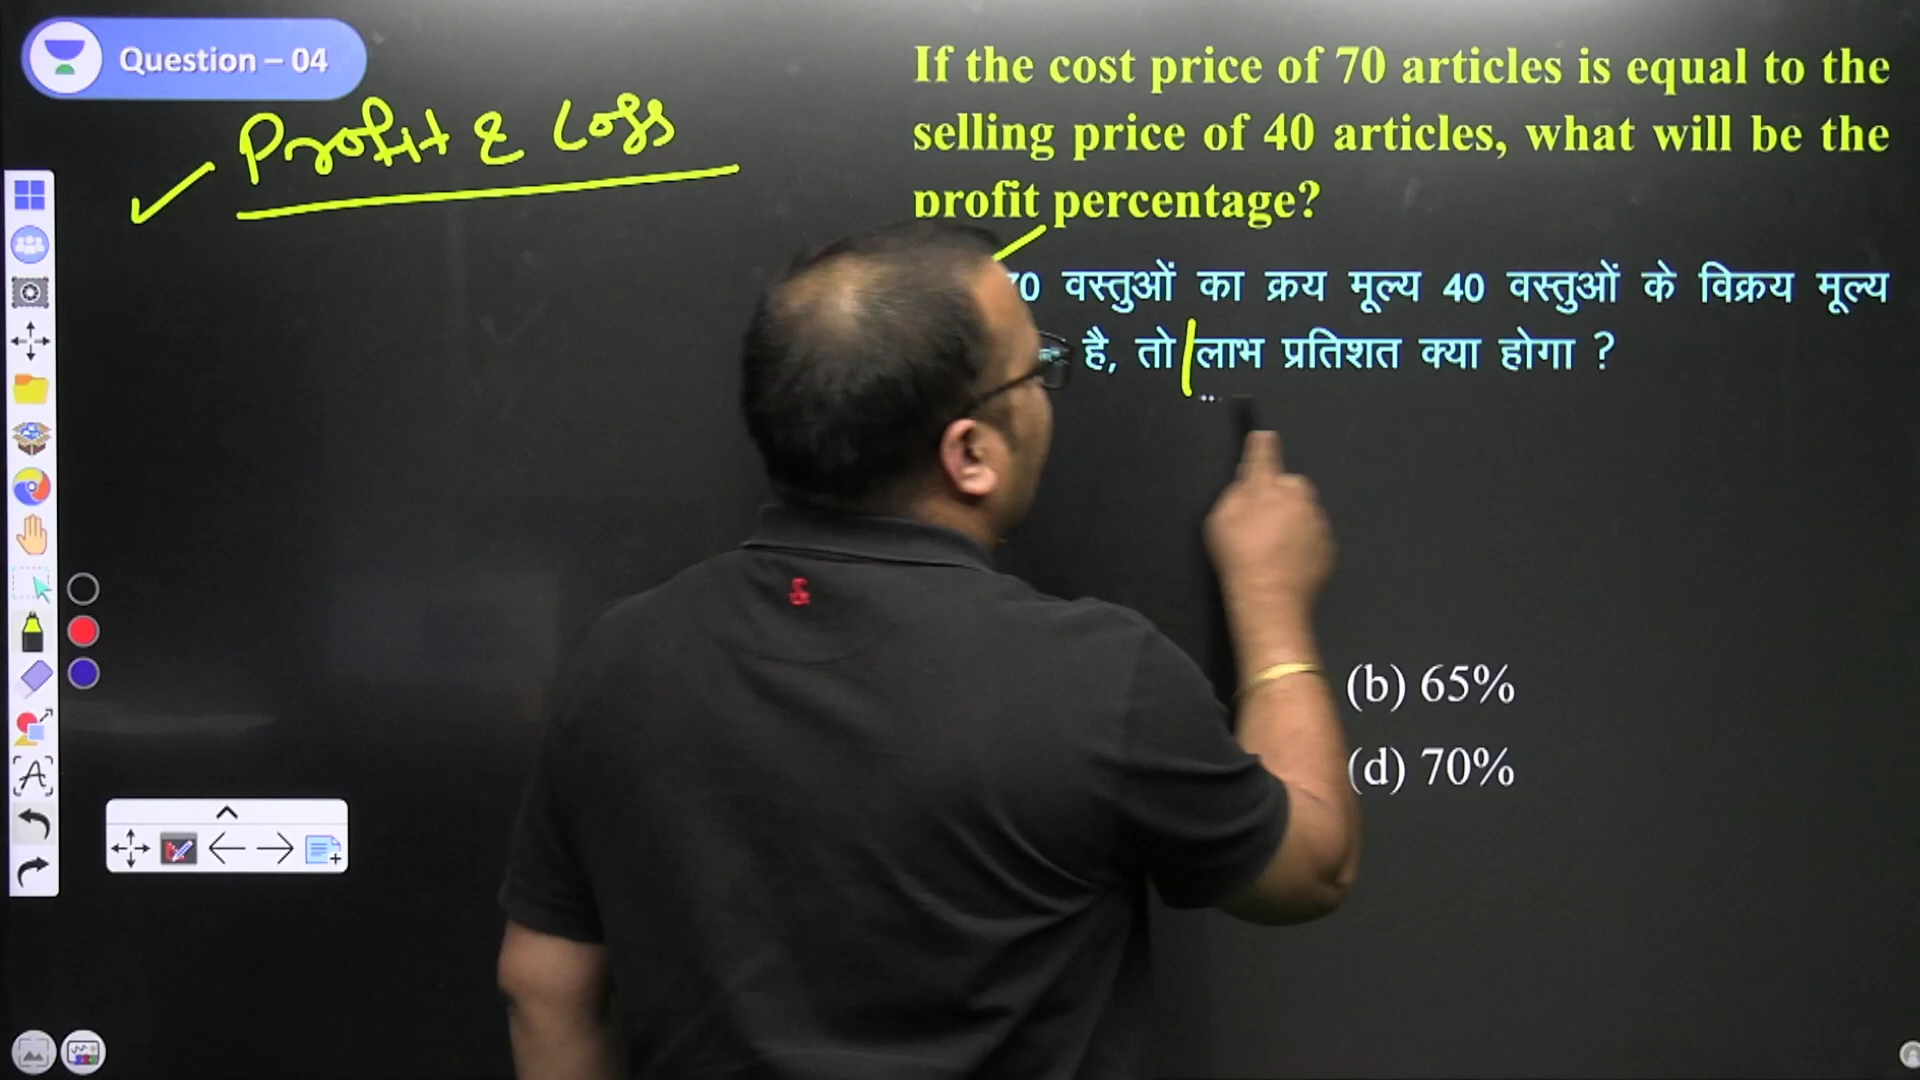 Question – 04
Profit & Loss
If the cost price of 70 articles is equal to the
selling price of 40 articles, what will be the
profit percentage?
70 वस्तुओं का क्रय मूल्य 40 वस्तुओं के विक्रय मूल्य
है, तो लाभ प्रतिशत क्या होगा ?
(b) 65%
(d) 70%